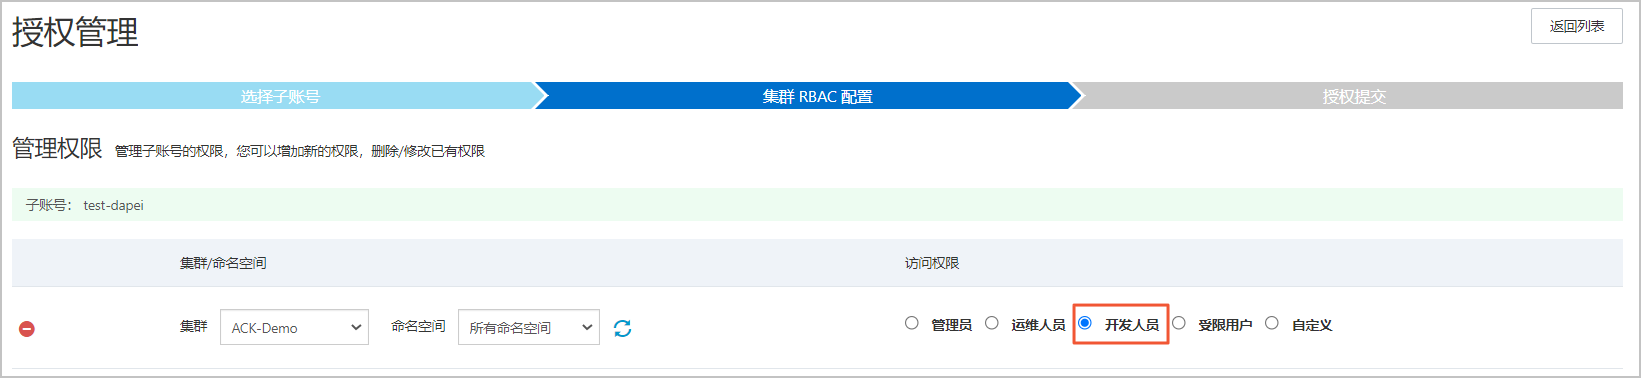 授权管理
返回列表
选择子账号 集群 RBAC 配置 授权提交
管理权限 管理子账号的权限，您可以增加新的权限，删除/修改已有权限
子账号： test-dapei
集群/命名空间 访问权限
集群 ACK-Demo 命名空间 所有命名空间 管理员 运维人员 开发人员 受限用户 自定义